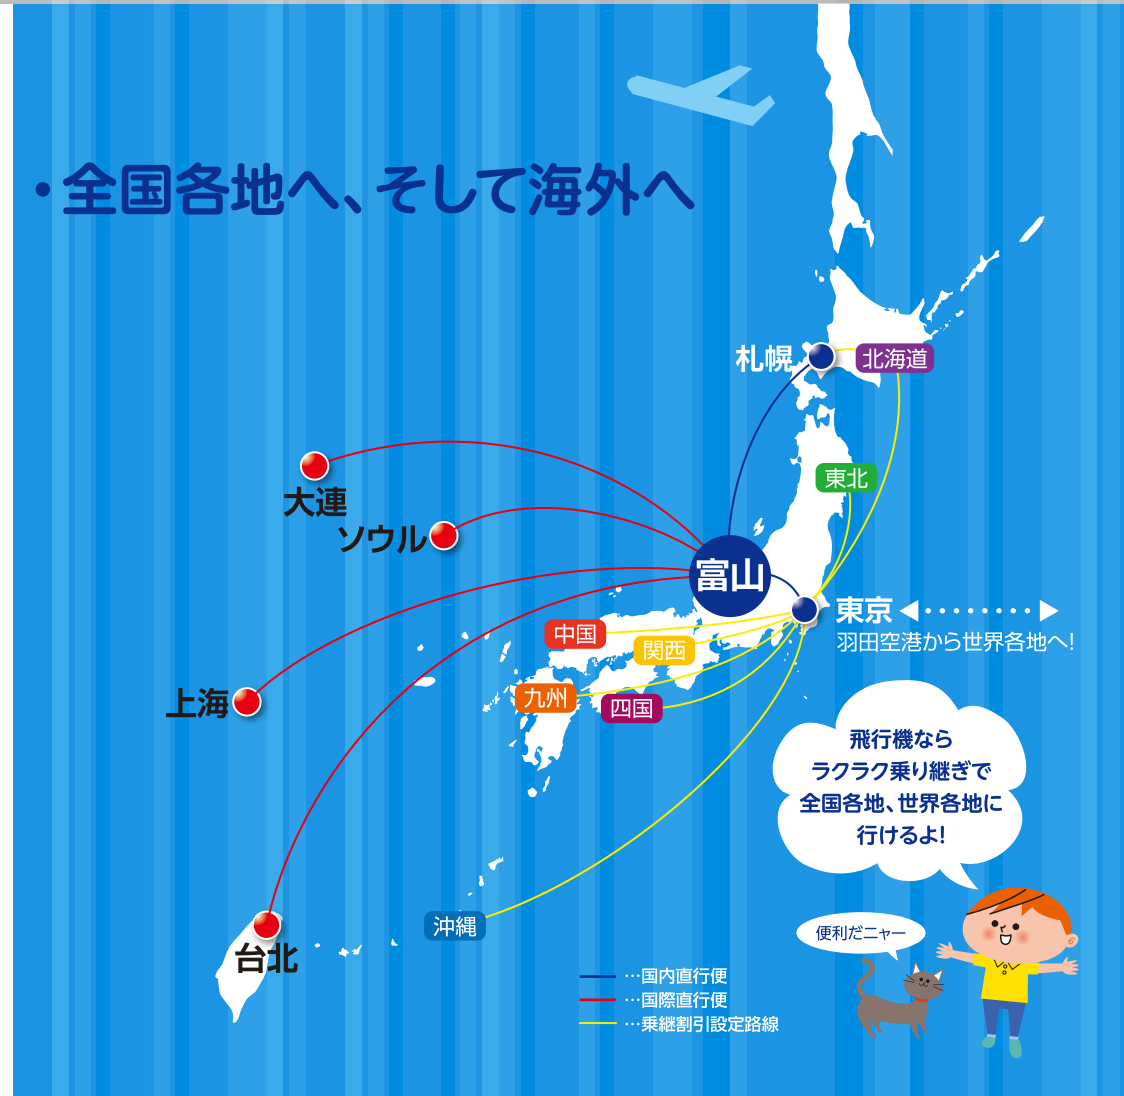 ・全国各地へ、そして海外へ
札幌
北海道
大連
東北
ソウル
富山
東京
羽田空港から世界各地へ!
中国
関西
九州
四国
上海
飛行機なら
ラクラク乗り継ぎで
全国各地、世界各地に
行けるよ!
沖縄
便利だニャー
台北
…国内直行便
…国際直行便
…乗継割引設定路線